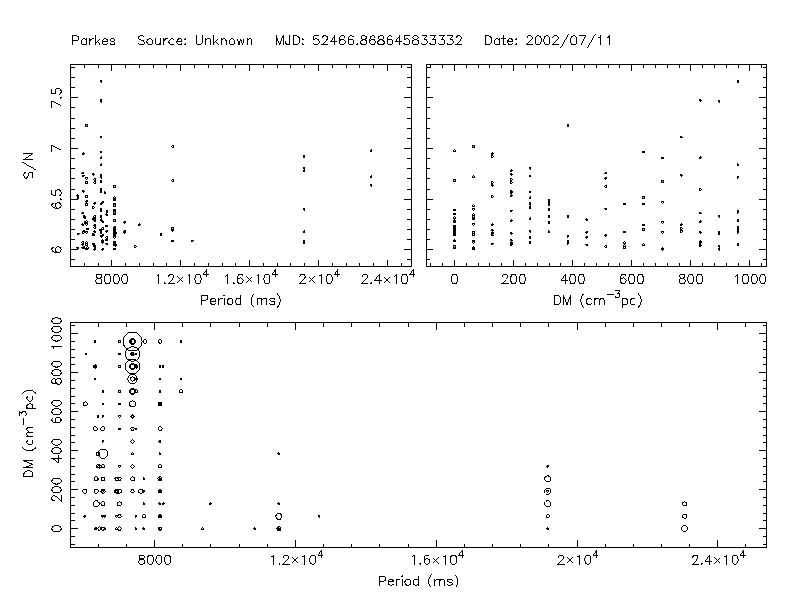 Parkes Source: Unknown MJD: 52466.868645833332 Date: 2002/07/11
S/N
7.5
7
6.5
6
8000 1.2×10⁴ 1.6×10⁴ 2×10⁴ 2.4×10⁴
Period (ms)
0 200 400 600 800 1000
DM (cm⁻³pc)
DM (cm⁻³pc)
1000
800
600
400
200
0
8000 1.2×10⁴ 1.6×10⁴ 2×10⁴ 2.4×10⁴
Period (ms)